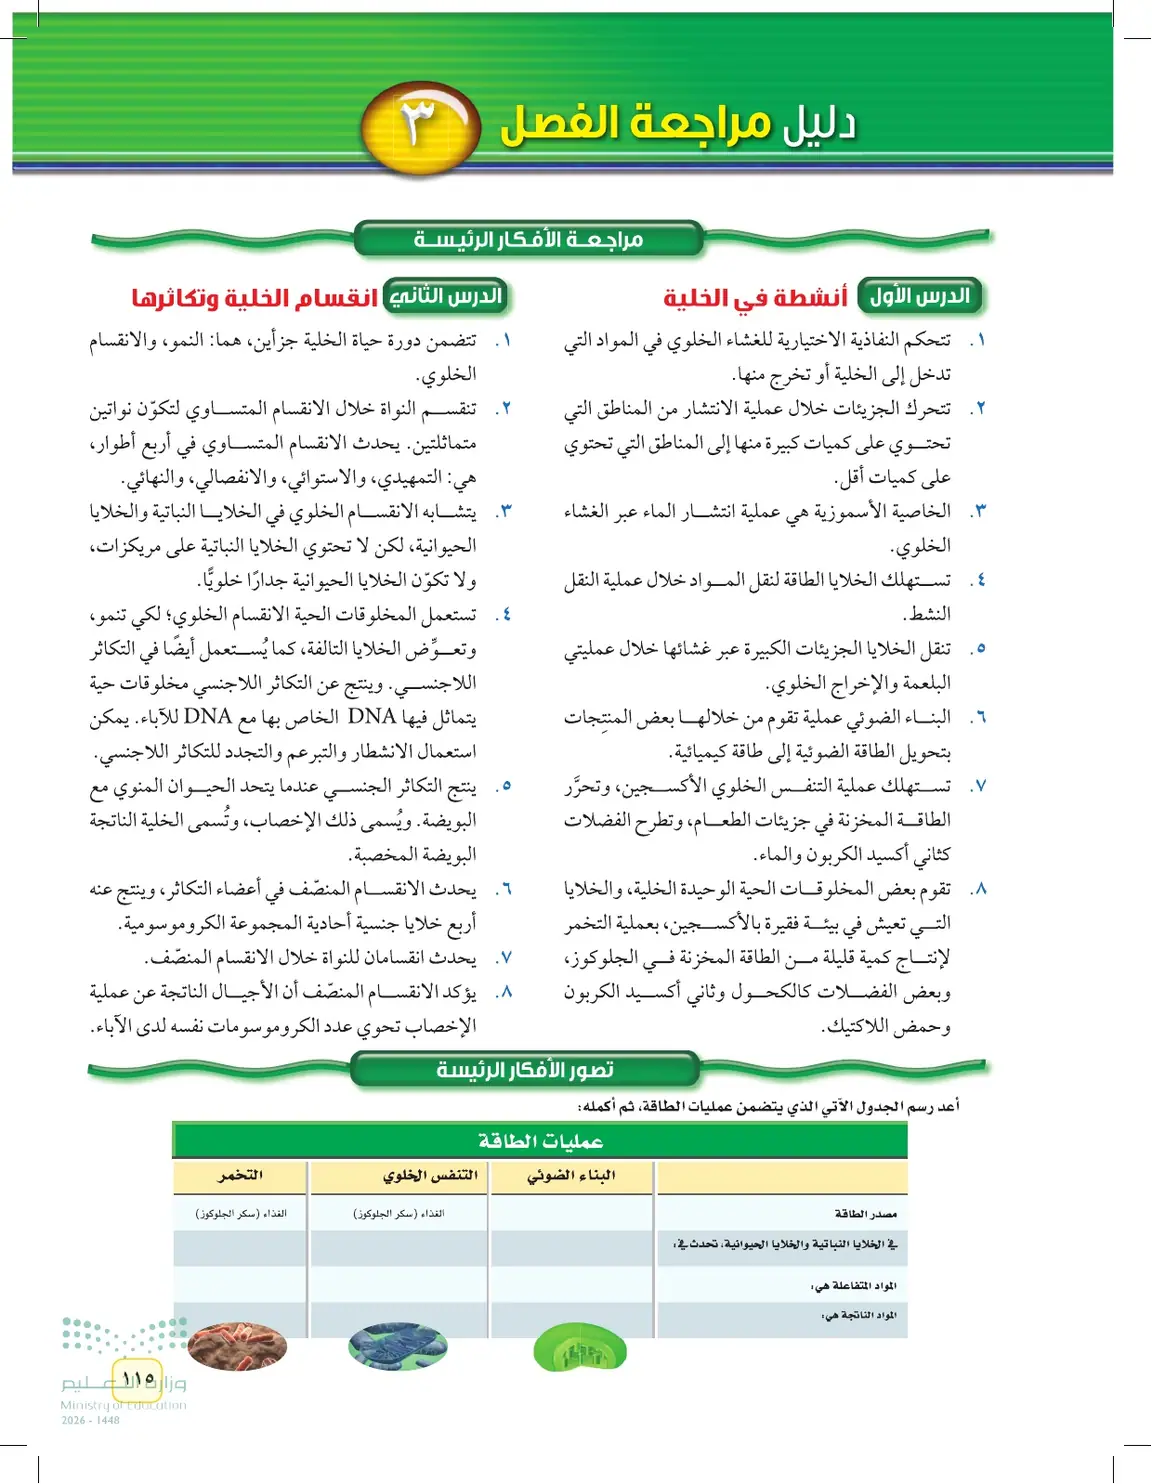 دليل مراجعة الفصل ٣
مراجعة الأفكار الرئيسة
الدرس الأول أنشطة في الخلية
١. تتحكم النفاذية الاختيارية للغشاء الخلوي في المواد التي
تدخل إلى الخلية أو تخرج منها.
٢. تتحرك الجزيئات خلال عملية الانتشار من المناطق التي
تحتوي على كميات كبيرة منها إلى المناطق التي تحتوي
على كميات أقل.
٣. الخاصية الأسموزية هي عملية انتشار الماء عبر الغشاء
الخلوي.
٤. تستهلك الخلايا الطاقة لنقل المواد خلال عملية النقل
النشط.
٥. تنقل الخلايا الجزيئات الكبيرة عبر غشائها خلال عمليتي
البلعمة والإخراج الخلوي.
٦. البناء الضوئي عملية تقوم من خلالها بعض المنتِجات
بتحويل الطاقة الضوئية إلى طاقة كيميائية.
٧. تستهلك عملية التنفس الخلوي الأكسجين، وتحرَّر
الطاقة المخزنة في جزيئات الطعام، وتطرح الفضلات
كثاني أكسيد الكربون والماء.
٨. تقوم بعض المخلوقات الحية الوحيدة الخلية، والخلايا
التي تعيش في بيئة فقيرة بالأكسجين، بعملية التخمر
لإنتاج كمية قليلة من الطاقة المخزنة في الجلوكوز،
وبعض الفضلات كالكحول وثاني أكسيد الكربون
وحمض اللاكتيك.
الدرس الثاني انقسام الخلية وتكاثرها
١. تتضمن دورة حياة الخلية جزأين، هما: النمو، والانقسام
الخلوي.
٢. تنقسم النواة خلال الانقسام المتساوي لتكوّن نواتين
متماثلتين. يحدث الانقسام المتساوي في أربع أطوار،
هي: التمهيدي، والاستوائي، والانفصالي، والنهائي.
٣. يتشابه الانقسام الخلوي في الخلايا النباتية والخلايا
الحيوانية، لكن لا تحتوي الخلايا النباتية على مريكزات،
ولا تكوّن الخلايا الحيوانية جدارًا خلويًّا.
٤. تستعمل المخلوقات الحية الانقسام الخلوي؛ لكي تنمو،
وتعوِّض الخلايا التالفة، كما يُستعمل أيضًا في التكاثر
اللاجنسي. وينتج عن التكاثر اللاجنسي مخلوقات حية
يتماثل فيها DNA الخاص بها مع DNA للآباء. يمكن
استعمال الانشطار والتبرعم والتجدد للتكاثر اللاجنسي.
٥. ينتج التكاثر الجنسي عندما يتحد الحيوان المنوي مع
البويضة. ويُسمى ذلك الإخصاب، وتُسمى الخلية الناتجة
البويضة المخصبة.
٦. يحدث الانقسام المنصّف في أعضاء التكاثر، وينتج عنه
أربع خلايا جنسية أحادية المجموعة الكروموسومية.
٧. يحدث انقسامان للنواة خلال الانقسام المنصّف.
٨. يؤكد الانقسام المنصّف أن الأجيال الناتجة عن عملية
الإخصاب تحوي عدد الكروموسومات نفسه لدى الآباء.
تصور الأفكار الرئيسة
أعد رسم الجدول الآتي الذي يتضمن عمليات الطاقة، ثم أكمله:
عمليات الطاقة
البناء الضوئي التنفس الخلوي التخمر
مصدر الطاقة الغذاء (سكر الجلوكوز) الغذاء (سكر الجلوكوز)
في الخلايا النباتية والخلايا الحيوانية، تحدث في:
المواد المتفاعلة هي:
المواد الناتجة هي:
وزارة التعليم
١١٥
Ministry of Education
2026 - 1448